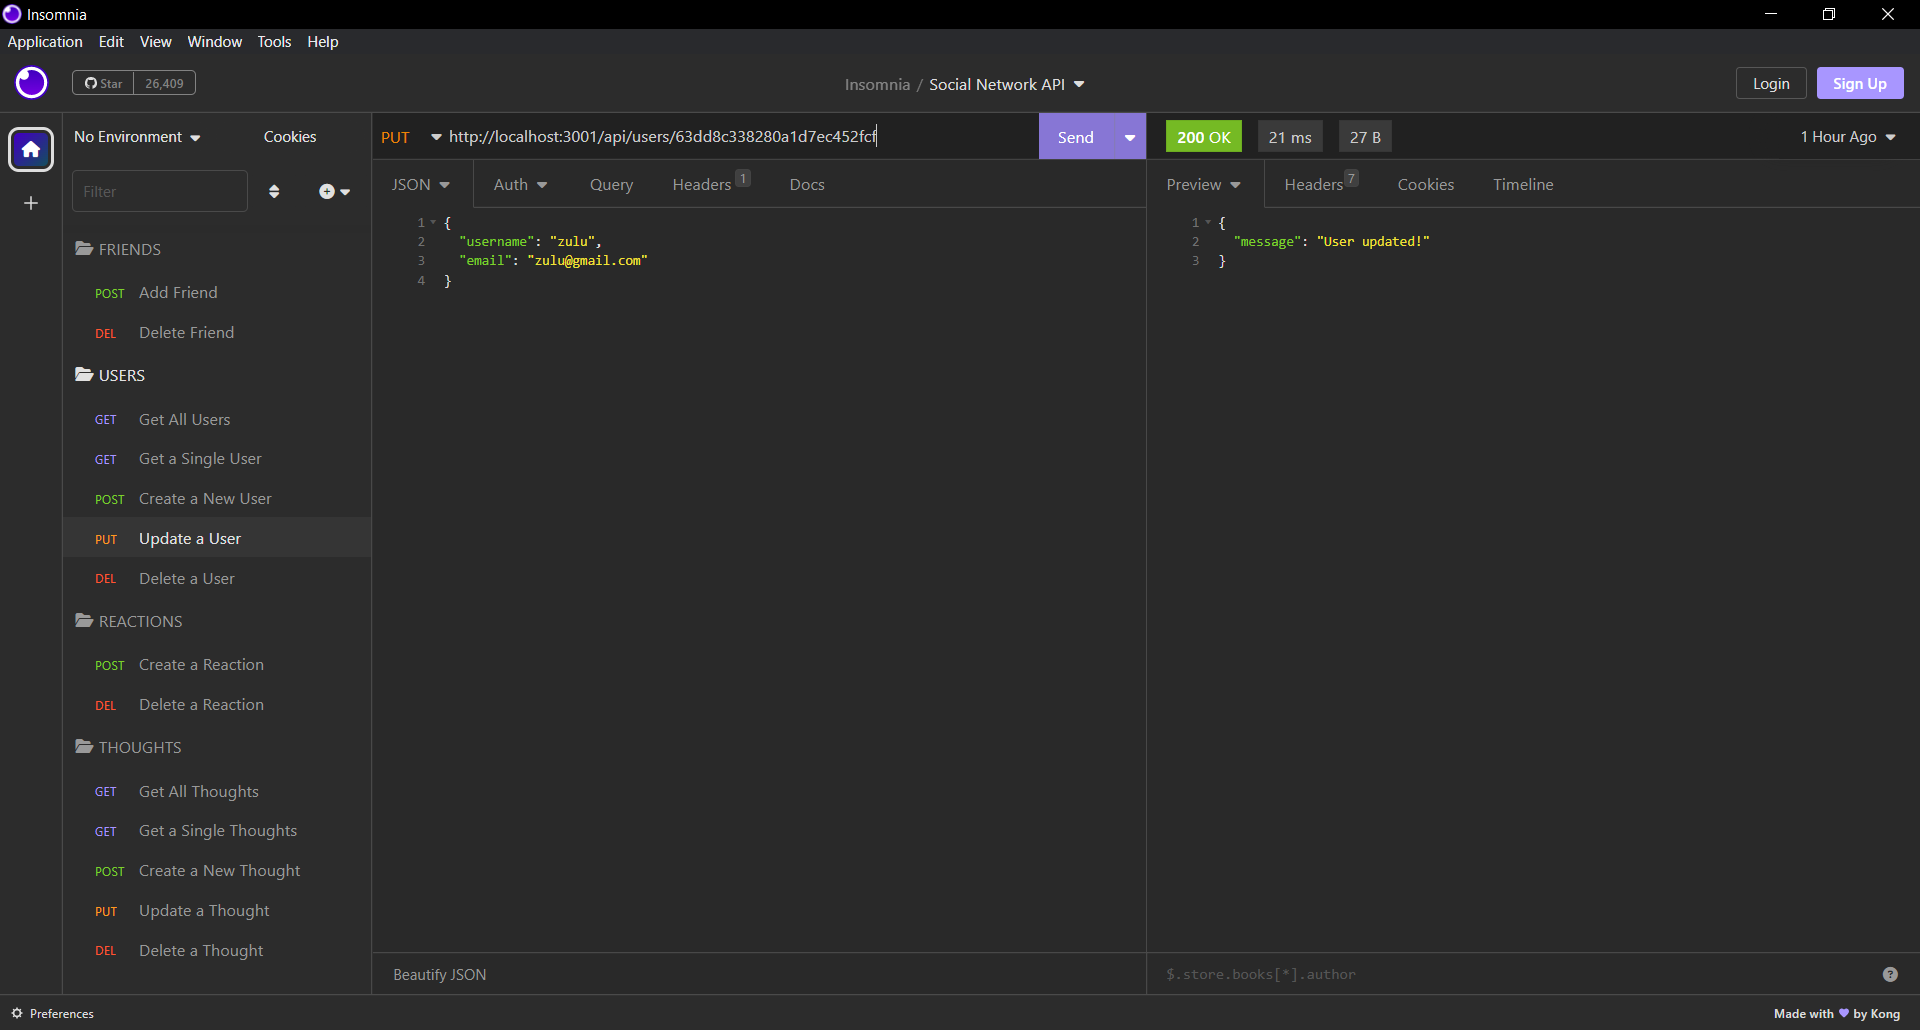 Insomnia
Application Edit View Window Tools Help
Star 26,409
Insomnia / Social Network API
Login Sign Up
No Environment Cookies
PUT http://localhost:3001/api/users/63dd8c338280a1d7ec452fcf
Send
200 OK 21 ms 27 B
1 Hour Ago
Filter
JSON Auth Query Headers 1 Docs
Preview Headers 7 Cookies Timeline
1 {
2 "username": "zulu",
3 "email": "zulu@gmail.com"
4 }
1 {
2 "message": "User updated!"
3 }
FRIENDS
POST Add Friend
DEL Delete Friend
USERS
GET Get All Users
GET Get a Single User
POST Create a New User
PUT Update a User
DEL Delete a User
REACTIONS
POST Create a Reaction
DEL Delete a Reaction
THOUGHTS
GET Get All Thoughts
GET Get a Single Thoughts
POST Create a New Thought
PUT Update a Thought
DEL Delete a Thought
Beautify JSON
$.store.books[*].author
?
Preferences
Made with 💜 by Kong